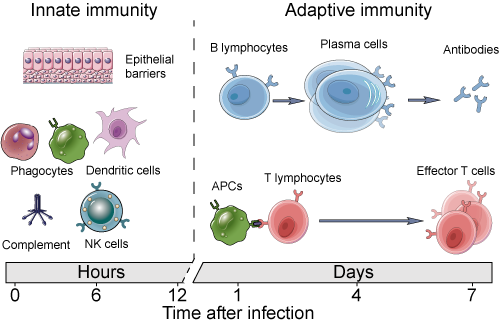 Innate immunity
Adaptive immunity
Epithelial
barriers
B lymphocytes
Plasma cells
Antibodies
Phagocytes
Dendritic cells
APCs
T lymphocytes
Effector T cells
Complement
NK cells
Hours
Days
0
6
12
1
4
7
Time after infection